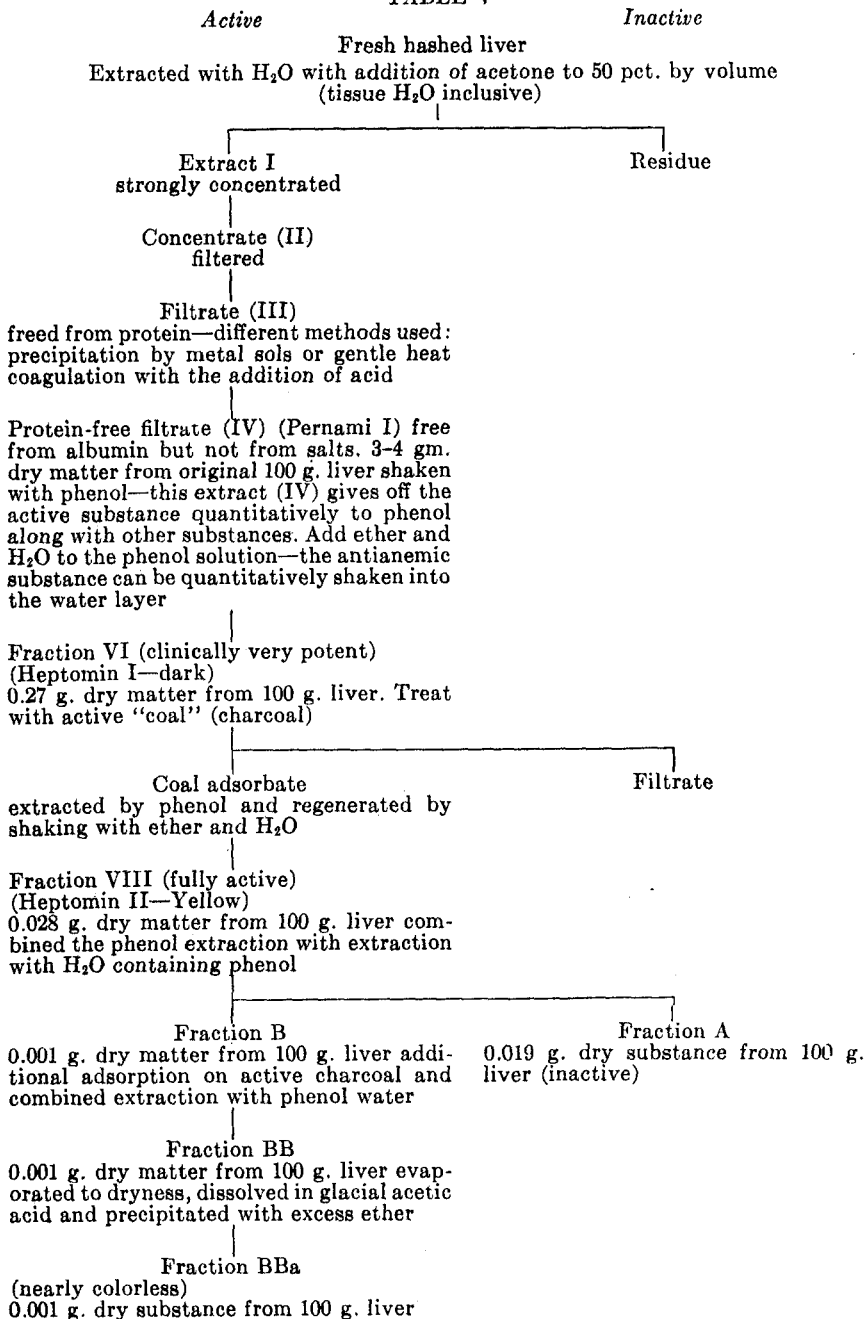 Active Inactive
Fresh hashed liver
Extracted with H₂O with addition of acetone to 50 pct. by volume
(tissue H₂O inclusive)
Extract I
strongly concentrated
Residue
Concentrate (II)
filtered
Filtrate (III)
freed from protein—different methods used:
precipitation by metal sols or gentle heat
coagulation with the addition of acid
Protein-free filtrate (IV) (Pernami I) free
from albumin but not from salts. 3-4 gm.
dry matter from original 100 g. liver shaken
with phenol—this extract (IV) gives off the
active substance quantitatively to phenol
along with other substances. Add ether and
H₂O to the phenol solution—the antianemic
substance can be quantitatively shaken into
the water layer
Fraction VI (clinically very potent)
(Heptomin I—dark)
0.27 g. dry matter from 100 g. liver. Treat
with active “coal” (charcoal)
Coal adsorbate
extracted by phenol and regenerated by
shaking with ether and H₂O
Filtrate
Fraction VIII (fully active)
(Heptomin II—Yellow)
0.028 g. dry matter from 100 g. liver com-
bined the phenol extraction with extraction
with H₂O containing phenol
Fraction B
0.001 g. dry matter from 100 g. liver addi-
tional adsorption on active charcoal and
combined extraction with phenol water
Fraction A
0.019 g. dry substance from 100 g.
liver (inactive)
Fraction BB
0.001 g. dry matter from 100 g. liver evap-
orated to dryness, dissolved in glacial acetic
acid and precipitated with excess ether
Fraction BBa
(nearly colorless)
0.001 g. dry substance from 100 g. liver